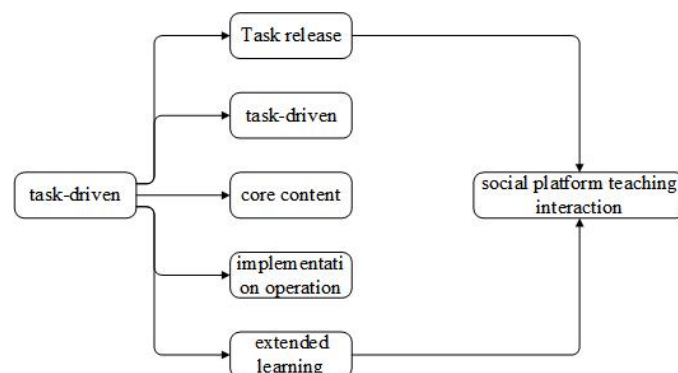 Task release
task-driven
task-driven
core content
social platform teaching
interaction
implementati
on operation
extended
learning